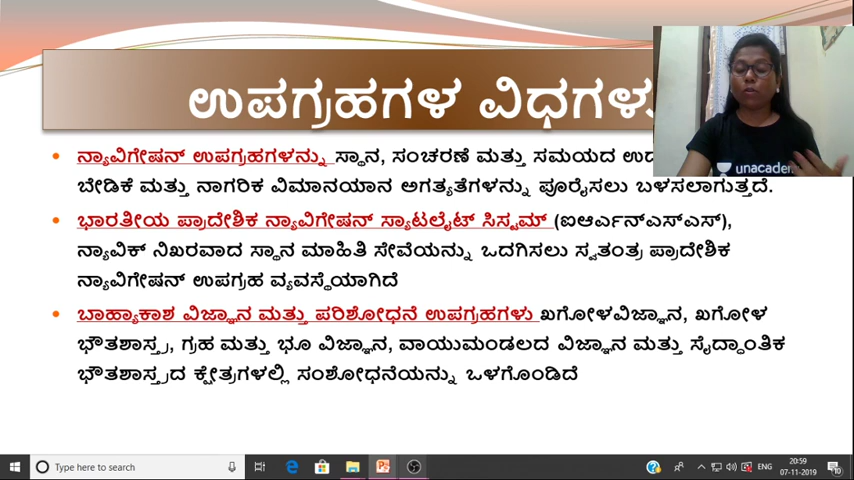 ಉಪಗ್ರಹಗಳ ವಿಧಗಳು
unacade
ನ್ಯಾವಿಗೇಷನ್ ಉಪಗ್ರಹಗಳನ್ನು ಸ್ಥಾನ, ಸಂಚರಣೆ ಮತ್ತು ಸಮಯದ
ಬೇಡಿಕೆ ಮತ್ತು ನಾಗರಿಕ ವಿಮಾನಯಾನ ಅಗತ್ಯತೆಗಳನ್ನು ಪೂರೈಸಲು ಬಳಸಲಾಗುತ್ತದೆ.
ಭಾರತೀಯ ಪ್ರಾದೇಶಿಕ ನ್ಯಾವಿಗೇಷನ್ ಸ್ಯಾಟಲೈಟ್ ಸಿಸ್ಟಮ್ (ಐಆರ್ಎನ್ಎಸ್ಎಸ್),
ನ್ಯಾವಿಕ್ ನಿಖರವಾದ ಸ್ಥಾನ ಮಾಹಿತಿ ಸೇವೆಯನ್ನು ಒದಗಿಸಲು ಸ್ವತಂತ್ರ ಪ್ರಾದೇಶಿಕ
ನ್ಯಾವಿಗೇಷನ್ ಉಪಗ್ರಹ ವ್ಯವಸ್ಥೆಯಾಗಿದೆ
ಬಾಹ್ಯಾಕಾಶ ವಿಜ್ಞಾನ ಮತ್ತು ಪರಿಶೋಧನೆ ಉಪಗ್ರಹಗಳು ಖಗೋಳವಿಜ್ಞಾನ, ಖಗೋಳ
ಭೌತಶಾಸ್ತ್ರ, ಗ್ರಹ ಮತ್ತು ಭೂ ವಿಜ್ಞಾನ, ವಾಯುಮಂಡಲದ ವಿಜ್ಞಾನ ಮತ್ತು ಸೈದ್ಧಾಂತಿಕ
ಭೌತಶಾಸ್ತ್ರದ ಕ್ಷೇತ್ರಗಳಲ್ಲಿ ಸಂಶೋಧನೆಯನ್ನು ಒಳಗೊಂಡಿದೆ
Type here to search
ENG
20:59
07-11-2019
10